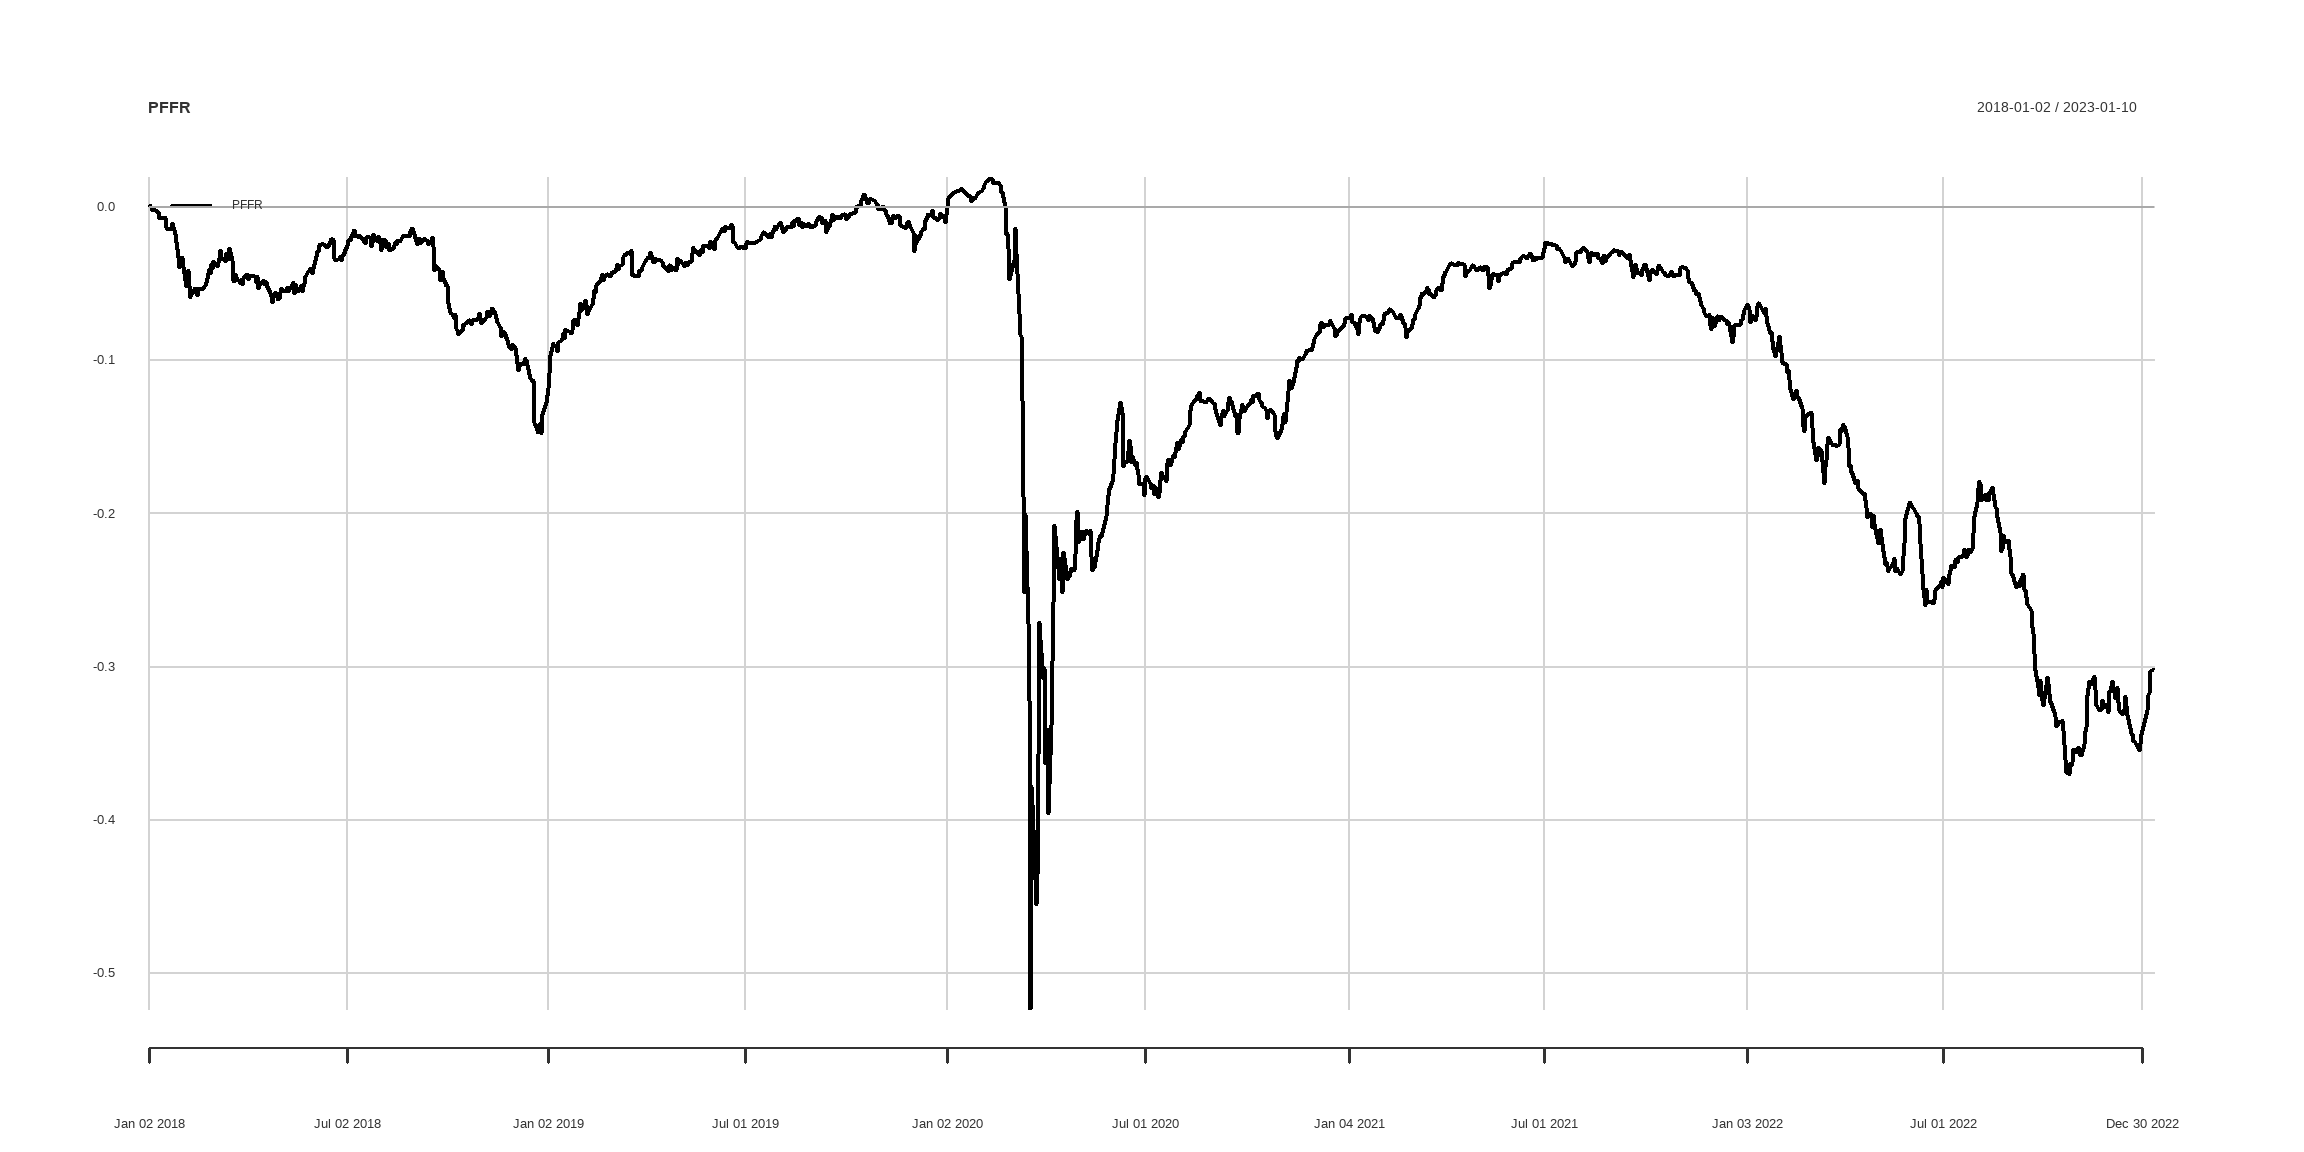 PFFR
2018-01-02 / 2023-01-10
PFFR
0.0
-0.1
-0.2
-0.3
-0.4
-0.5
Jan 02 2018
Jul 02 2018
Jan 02 2019
Jul 01 2019
Jan 02 2020
Jul 01 2020
Jan 04 2021
Jul 01 2021
Jan 03 2022
Jul 01 2022
Dec 30 2022